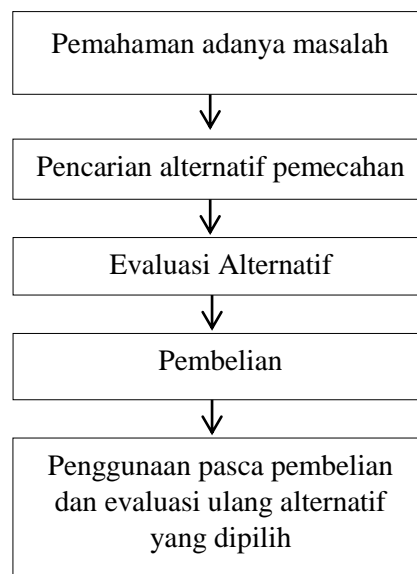 Pemahaman adanya masalah
Pencarian alternatif pemecahan
Evaluasi Alternatif
Pembelian
Penggunaan pasca pembelian
dan evaluasi ulang alternatif
yang dipilih